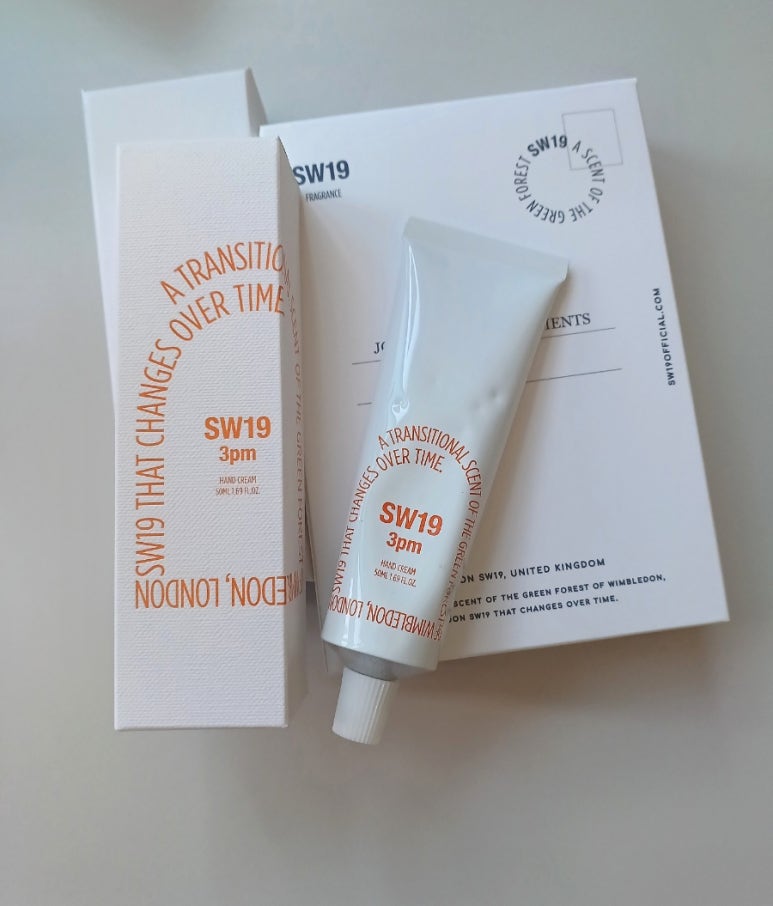 SW19
FRAGRANCE
SW19 A SCENT OF THE GREEN FOREST
SW19OFFICIAL.COM
JO
MENTS
ON SW19, UNITED KINGDOM
SCENT OF THE GREEN FOREST OF WIMBLEDON,
DON SW19 THAT CHANGES OVER TIME.
A TRANSITIONAL SCENT OF THE GREEN FOREST
WIMBLEDON, LONDON
SW19 THAT CHANGES OVER TIME
SW19
3pm
HAND CREAM
50ML 1.69 FL.OZ.
A TRANSITIONAL SCENT OF THE GREEN FOREST
WIMBLEDON, LONDON
SW19 THAT CHANGES OVER TIME.
SW19
3pm
HAND CREAM
50ML 1.69 FL.OZ.